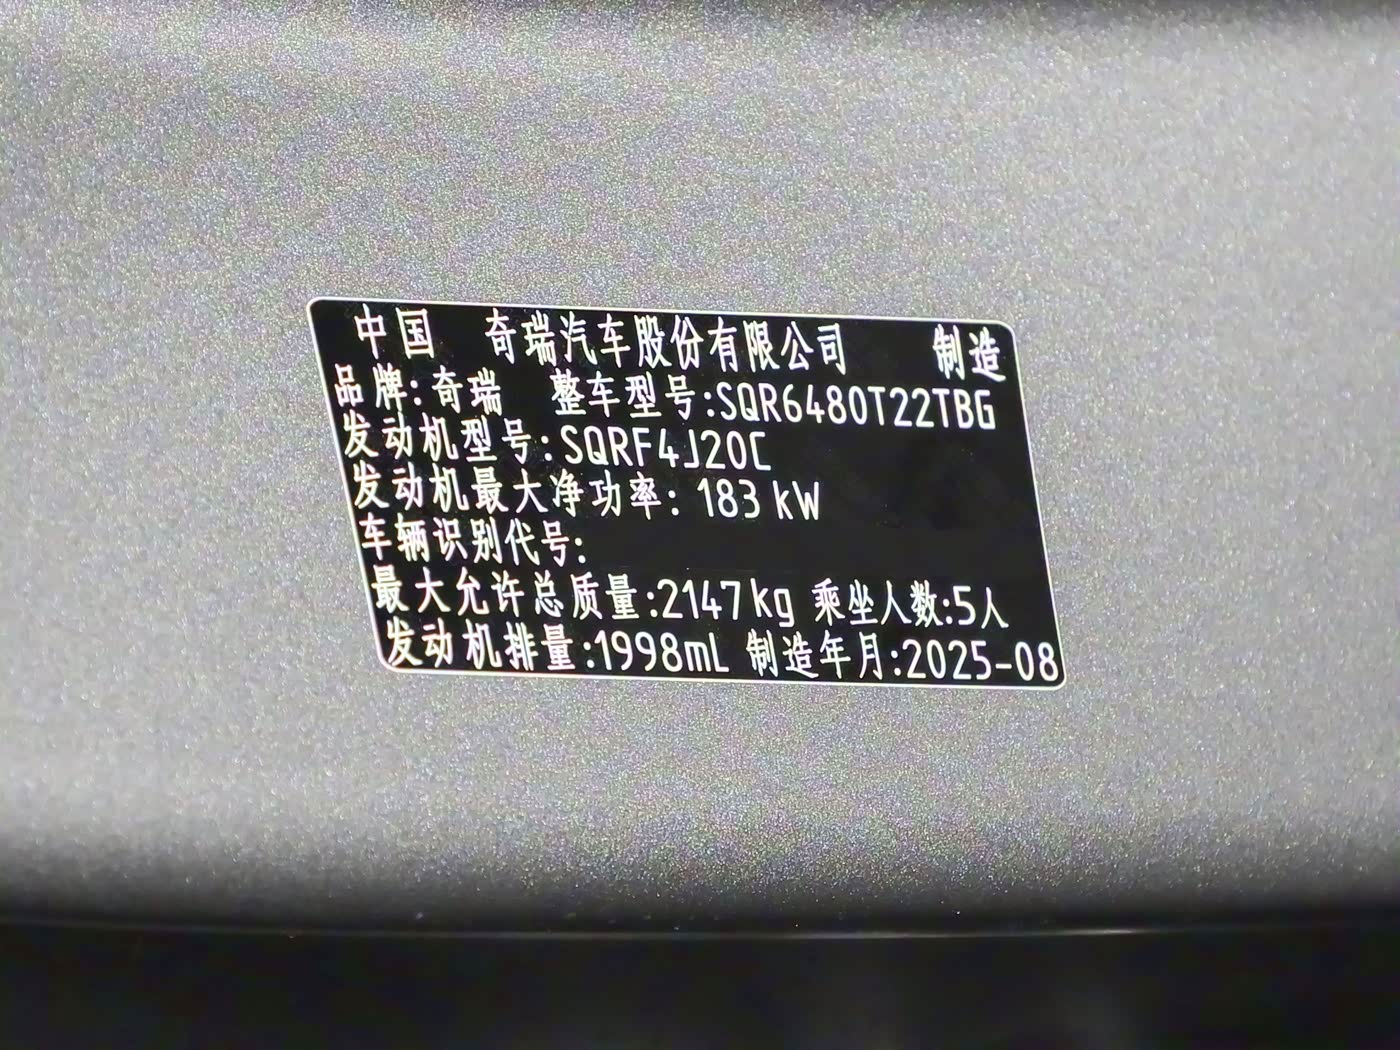 中国 奇瑞汽车股份有限公司 制造
品牌:奇瑞 整车型号:SQR6480T22TBG
发动机型号:SQRF4J20C
发动机最大净功率:183 kW
车辆识别代号:
最大允许总质量:2147kg 乘坐人数:5人
发动机排量:1998mL 制造年月:2025-08